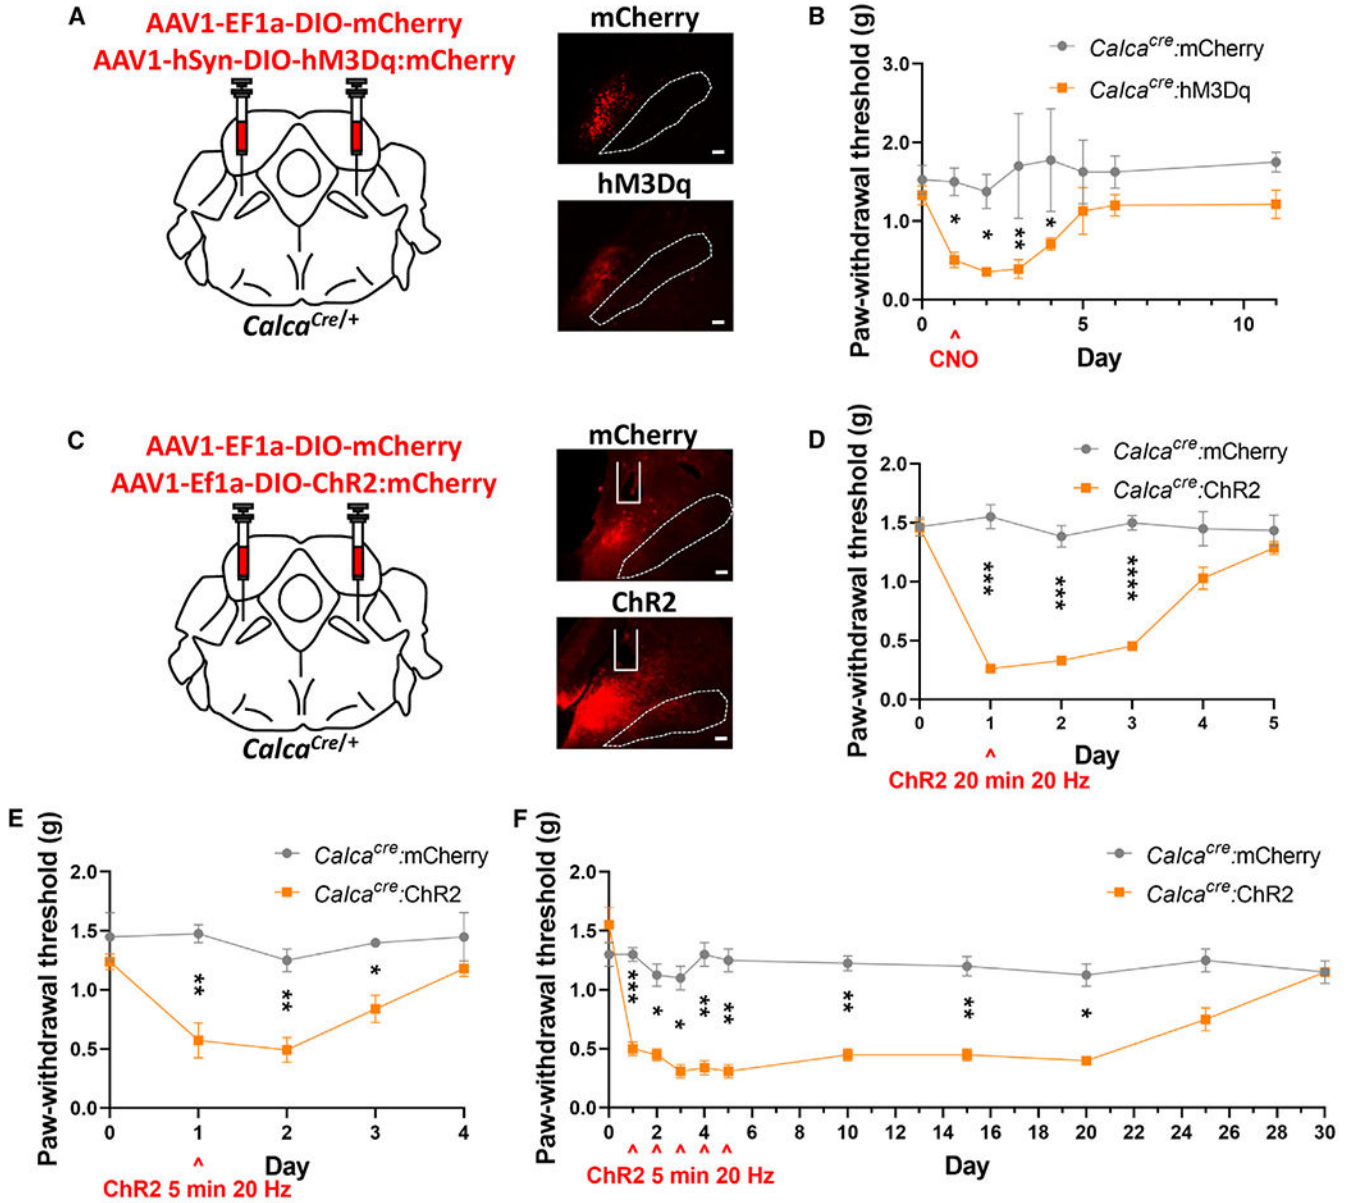 A
AAV1-EF1a-DIO-mCherry
AAV1-hSyn-DIO-hM3Dq:mCherry
Calca^Cre/+
mCherry
hM3Dq
B
Calca^cre:mCherry
Calca^cre:hM3Dq
Paw-withdrawal threshold (g)
3.0
2.0
1.0
0.0
* * ** *
0 5 10
^
CNO
Day
C
AAV1-EF1a-DIO-mCherry
AAV1-Ef1a-DIO-ChR2:mCherry
Calca^Cre/+
mCherry
ChR2
D
Calca^cre:mCherry
Calca^cre:ChR2
Paw-withdrawal threshold (g)
2.0
1.5
1.0
0.5
0.0
*** *** ****
0 1 2 3 4 5
^
Day
ChR2 20 min 20 Hz
E
Calca^cre:mCherry
Calca^cre:ChR2
Paw-withdrawal threshold (g)
2.0
1.5
1.0
0.5
0.0
** ** *
0 1 2 3 4
^
Day
ChR2 5 min 20 Hz
F
Calca^cre:mCherry
Calca^cre:ChR2
Paw-withdrawal threshold (g)
2.0
1.5
1.0
0.5
0.0
*** * * ** ** ** ** *
0 2 4 6 8 10 12 14 16 18 20 22 24 26 28 30
^ ^ ^ ^ ^
Day
ChR2 5 min 20 Hz